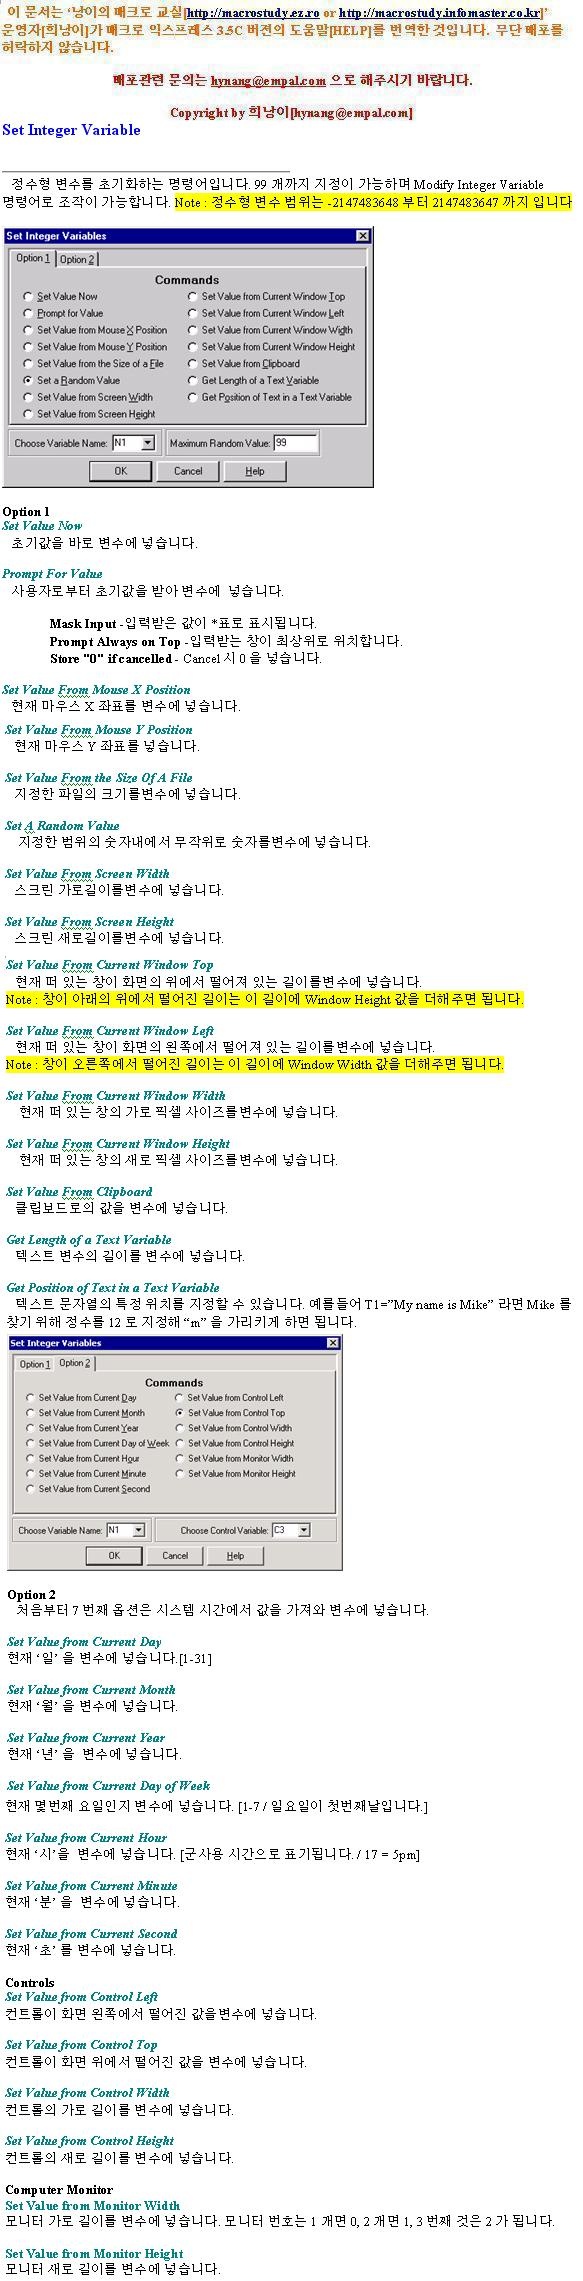 이 문서는 ‘낭이의 매크로 교실[http://macrostudy.ez.ro or http://macrostudy.infomaster.co.kr]’
운영자[희낭이]가 매크로 익스프레스 3.5C 버젼의 도움말[HELP]를 번역한 것입니다. 무단 배포를
허락하지 않습니다.
배포관련 문의는 hynang@empal.com 으로 해주시기 바랍니다.
Copyright by 희낭이[hynang@empal.com]
Set Integer Variable
정수형 변수를 초기화하는 명령어입니다. 99 개까지 지정이 가능하며 Modify Integer Variable
명령어로 조작이 가능합니다. Note : 정수형 변수 범위는 -2147483648 부터 2147483647 까지 입니다
Set Integer Variables
Option 1 Option 2
Commands
Set Value Now
Prompt for Value
Set Value from Mouse X Position
Set Value from Mouse Y Position
Set Value from the Size of a File
Set a Random Value
Set Value from Screen Width
Set Value from Screen Height
Set Value from Current Window Top
Set Value from Current Window Left
Set Value from Current Window Width
Set Value from Current Window Height
Set Value from Clipboard
Get Length of a Text Variable
Get Position of Text in a Text Variable
Choose Variable Name: N1 Maximum Random Value: 99
OK Cancel Help
Option 1
Set Value Now
초기값을 바로 변수에 넣습니다.
Prompt For Value
사용자로부터 초기값을 받아 변수에 넣습니다.
Mask Input -입력받은 값이 *표로 표시됩니다.
Prompt Always on Top -입력받는 창이 최상위로 위치합니다.
Store "0" if cancelled - Cancel 시 0 을 넣습니다.
Set Value From Mouse X Position
현재 마우스 X 좌표를 변수에 넣습니다.
Set Value From Mouse Y Position
현재 마우스 Y 좌표를 넣습니다.
Set Value From the Size Of A File
지정한 파일의 크기를변수에 넣습니다.
Set A Random Value
지정한 범위의 숫자내에서 무작위로 숫자를변수에 넣습니다.
Set Value From Screen Width
스크린 가로길이를변수에 넣습니다.
Set Value From Screen Height
스크린 새로길이를변수에 넣습니다.
Set Value From Current Window Top
현재 떠 있는 창이 화면의 위에서 떨어져 있는 길이를변수에 넣습니다.
Note : 창이 아래의 위에서 떨어진 길이는 이 길이에 Window Height 값을 더해주면 됩니다.
Set Value From Current Window Left
현재 떠 있는 창이 화면의 왼쪽에서 떨어져 있는 길이를변수에 넣습니다.
Note : 창이 오른쪽에서 떨어진 길이는 이 길이에 Window Width 값을 더해주면 됩니다.
Set Value From Current Window Width
현재 떠 있는 창의 가로 픽셀 사이즈를변수에 넣습니다.
Set Value From Current Window Height
현재 떠 있는 창의 새로 픽셀 사이즈를변수에 넣습니다.
Set Value From Clipboard
클립보드로의 값을 변수에 넣습니다.
Get Length of a Text Variable
텍스트 변수의 길이를 변수에 넣습니다.
Get Position of Text in a Text Variable
텍스트 문자열의 특정 위치를 지정할 수 있습니다. 예를들어 T1=”My name is Mike” 라면 Mike 를
찾기 위해 정수를 12 로 지정해 “m” 을 가리키게 하면 됩니다.
Set Integer Variables
Option 1 Option 2
Commands
Set Value from Current Day
Set Value from Current Month
Set Value from Current Year
Set Value from Current Day of Week
Set Value from Current Hour
Set Value from Current Minute
Set Value from Current Second
Set Value from Control Left
Set Value from Control Top
Set Value from Control Width
Set Value from Control Height
Set Value from Monitor Width
Set Value from Monitor Height
Choose Variable Name: N1 Choose Control Variable: C3
OK Cancel Help
Option 2
처음부터 7 번째 옵션은 시스템 시간에서 값을 가져와 변수에 넣습니다.
Set Value from Current Day
현재 ‘일’ 을 변수에 넣습니다.[1-31]
Set Value from Current Month
현재 ‘월’ 을 변수에 넣습니다.
Set Value from Current Year
현재 ‘년’ 을 변수에 넣습니다.
Set Value from Current Day of Week
현재 몇번째 요일인지 변수에 넣습니다. [1-7 / 일요일이 첫번째날입니다.]
Set Value from Current Hour
현재 ‘시’을 변수에 넣습니다. [군사용 시간으로 표기됩니다. / 17 = 5pm]
Set Value from Current Minute
현재 ‘분’ 을 변수에 넣습니다.
Set Value from Current Second
현재 ‘초’ 를 변수에 넣습니다.
Controls
Set Value from Control Left
컨트롤이 화면 왼쪽에서 떨어진 값을변수에 넣습니다.
Set Value from Control Top
컨트롤이 화면 위에서 떨어진 값을 변수에 넣습니다.
Set Value from Control Width
컨트롤의 가로 길이를 변수에 넣습니다.
Set Value from Control Height
컨트롤의 새로 길이를 변수에 넣습니다.
Computer Monitor
Set Value from Monitor Width
모니터 가로 길이를 변수에 넣습니다. 모니터 번호는 1 개면 0, 2 개면 1, 3 번째 것은 2 가 됩니다.
Set Value from Monitor Height
모니터 새로 길이를 변수에 넣습니다.